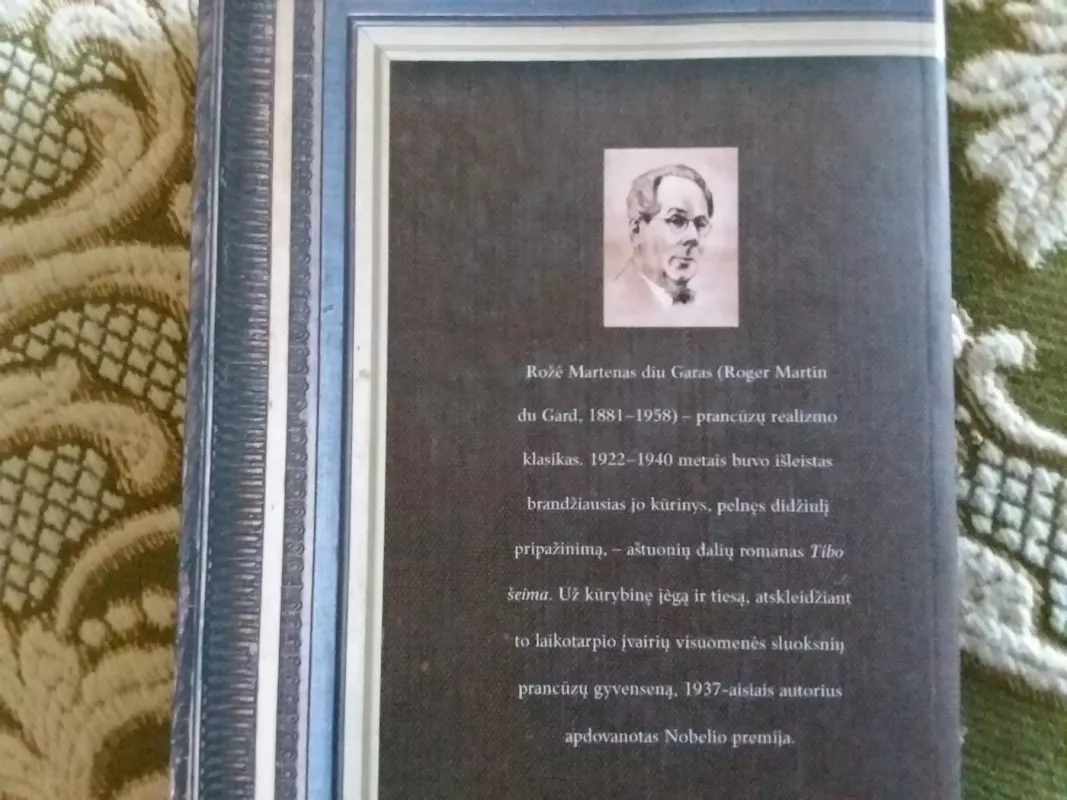 Rožė Martenas diu Garas (Roger Martin
du Gard, 1881–1958) – prancūzų realizmo
klasikas. 1922–1940 metais buvo išleistas
brandžiausias jo kūrinys, pelnęs didžiulį
pripažinimą, – aštuonių dalių romanas Tibo
šeima. Už kūrybinę jėgą ir tiesą, atskleidžiant
to laikotarpio įvairių visuomenės sluoksnių
prancūzų gyvenseną, 1937-aisiais autorius
apdovanotas Nobelio premija.